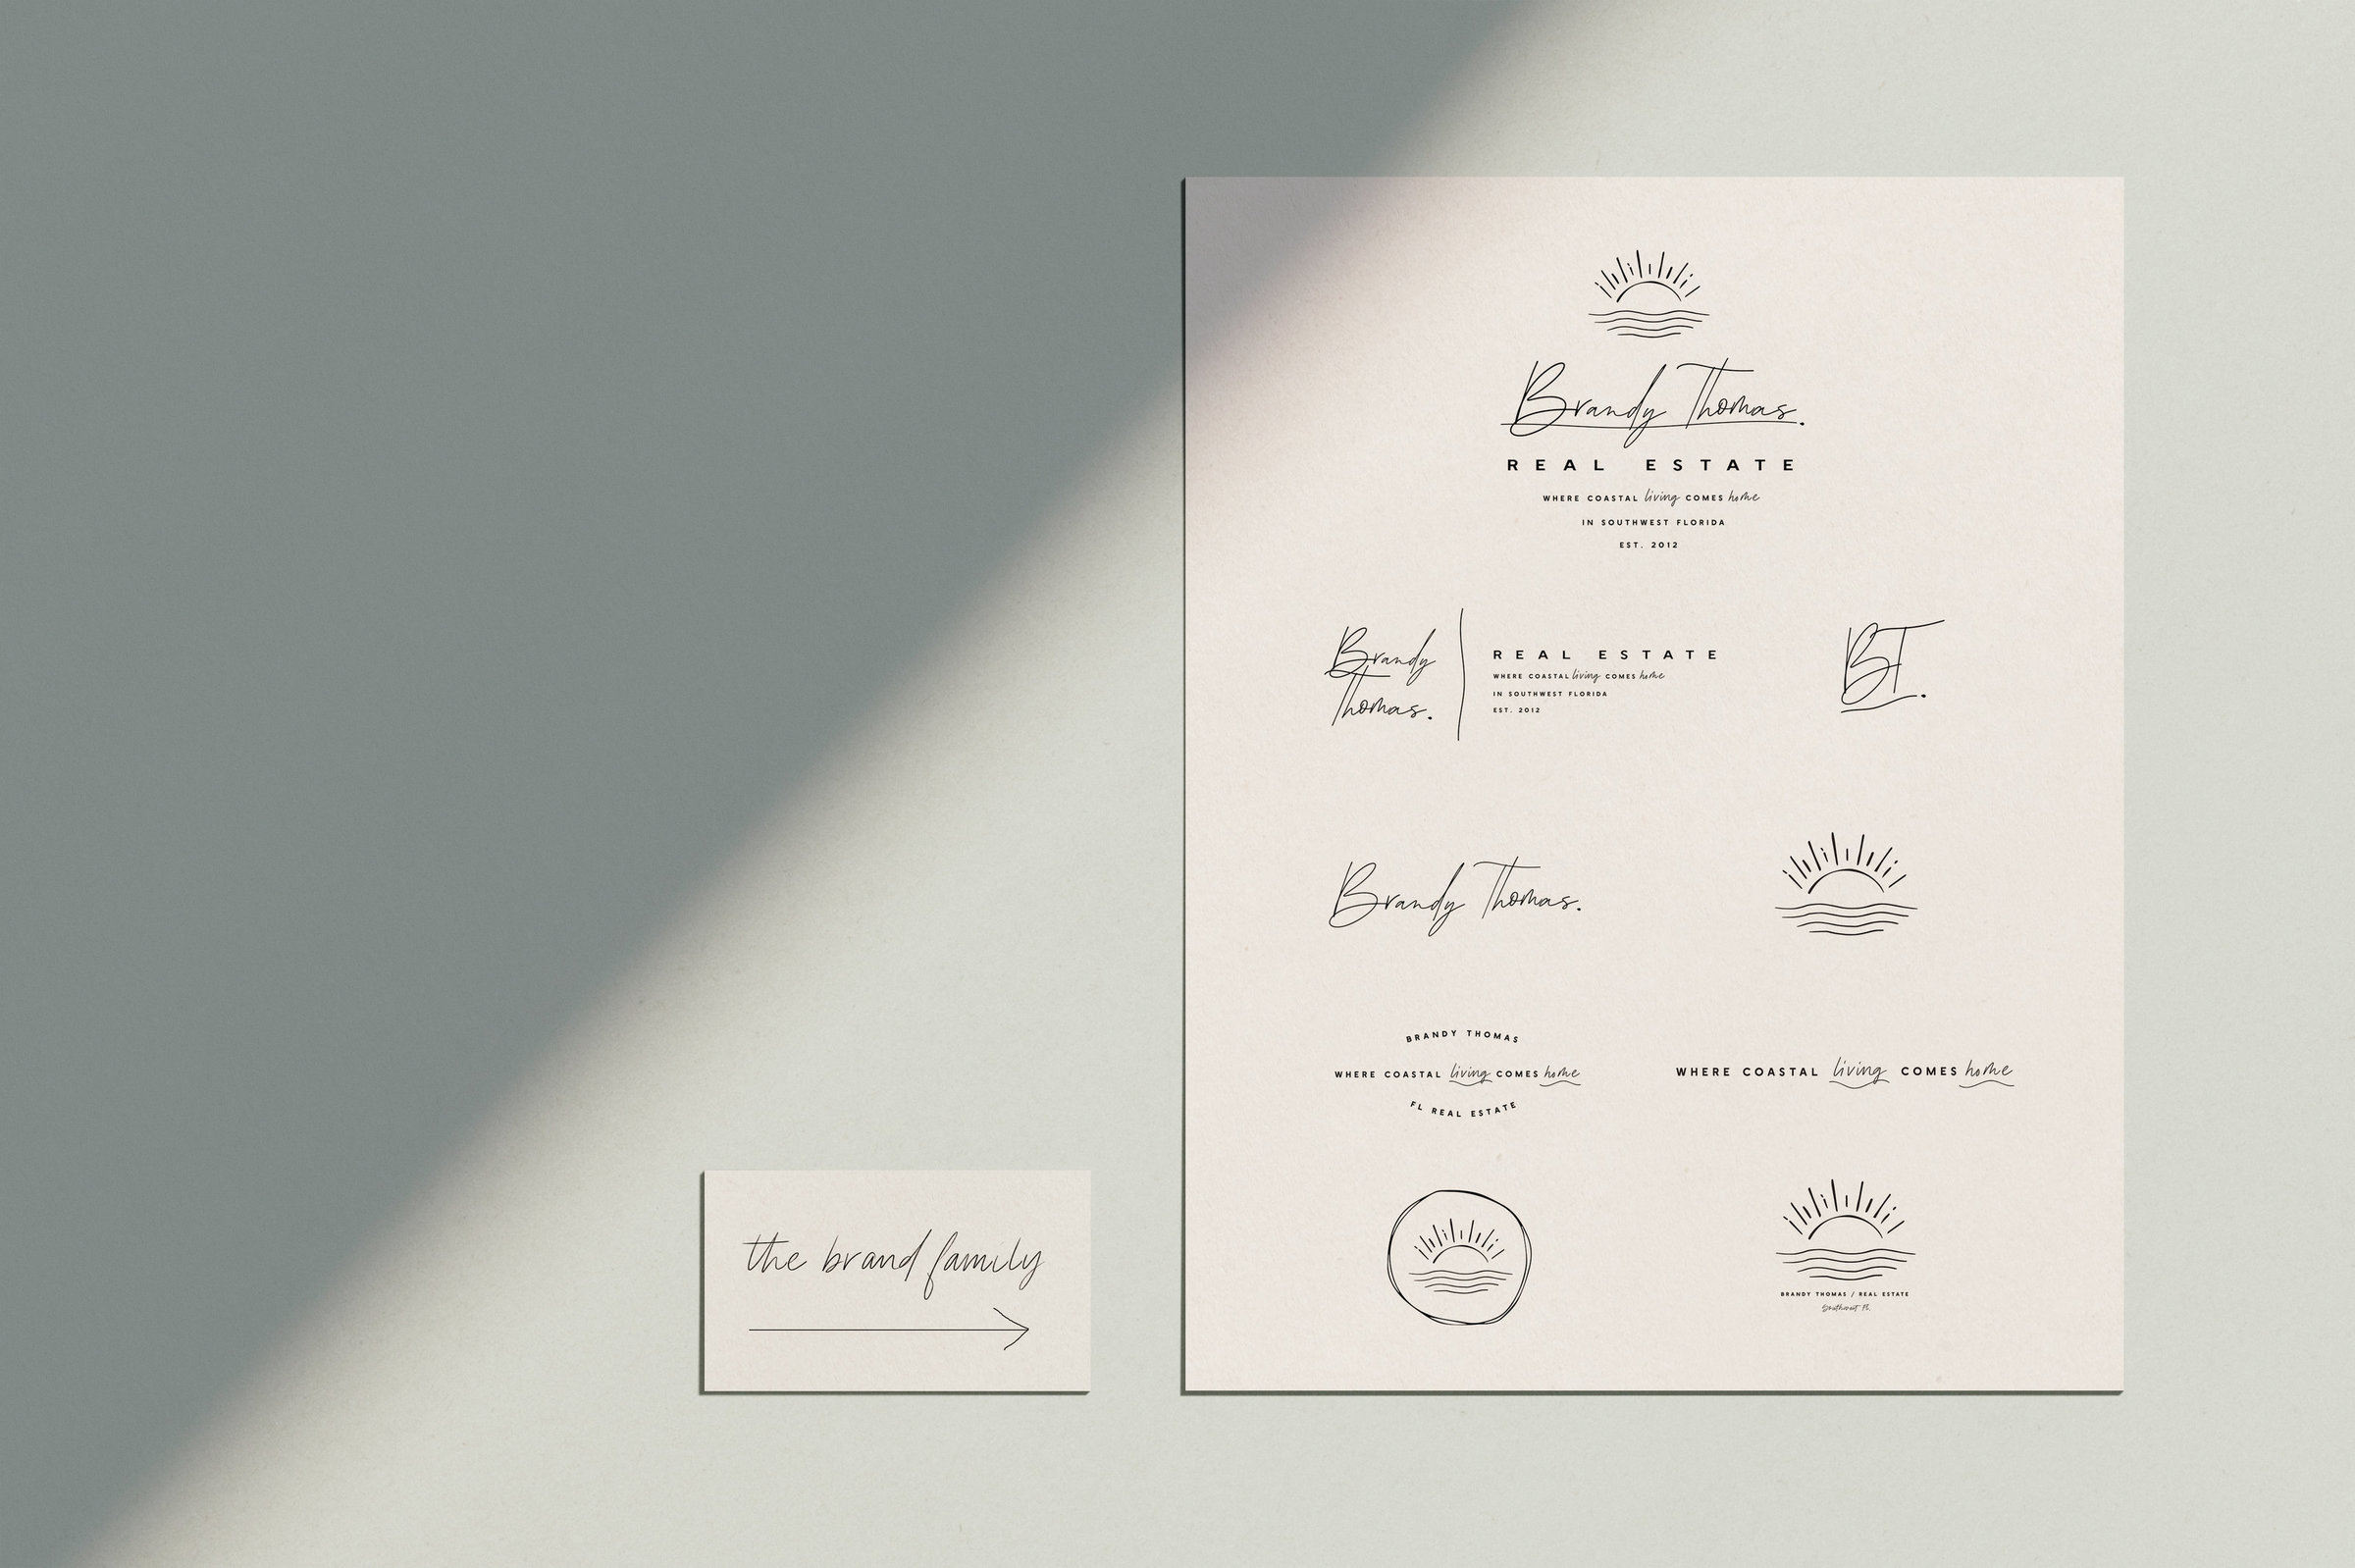 Brandy Thomas.
REAL ESTATE
WHERE COASTAL living COMES home
IN SOUTHWEST FLORIDA
EST. 2012
Brandy
Thomas.
REAL ESTATE
WHERE COASTAL living COMES home
IN SOUTHWEST FLORIDA
EST. 2012
BT.
Brandy Thomas.
BRANDY THOMAS
WHERE COASTAL living COMES home
FL REAL ESTATE
WHERE COASTAL living COMES home
BRANDY THOMAS / REAL ESTATE
Southwest FL.
the brand family